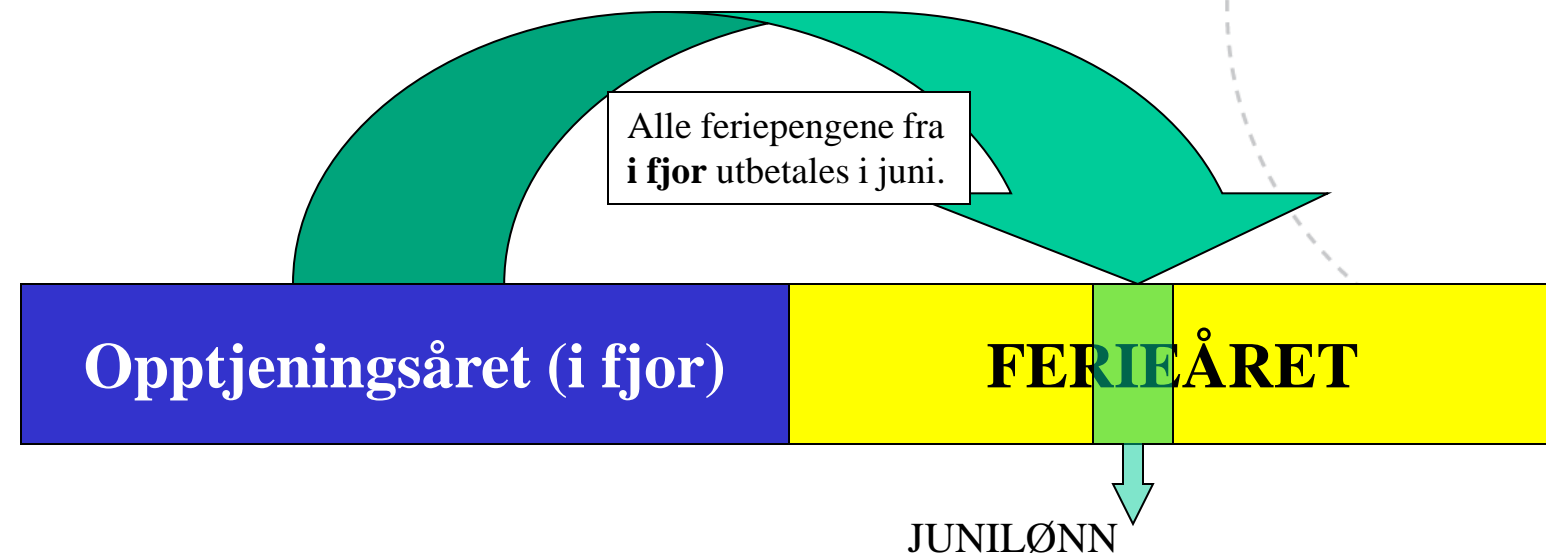 Alle feriepengene fra
i fjor utbetales i juni.
Opptjeningsåret (i fjor)
FERIEÅRET
JUNILØNN